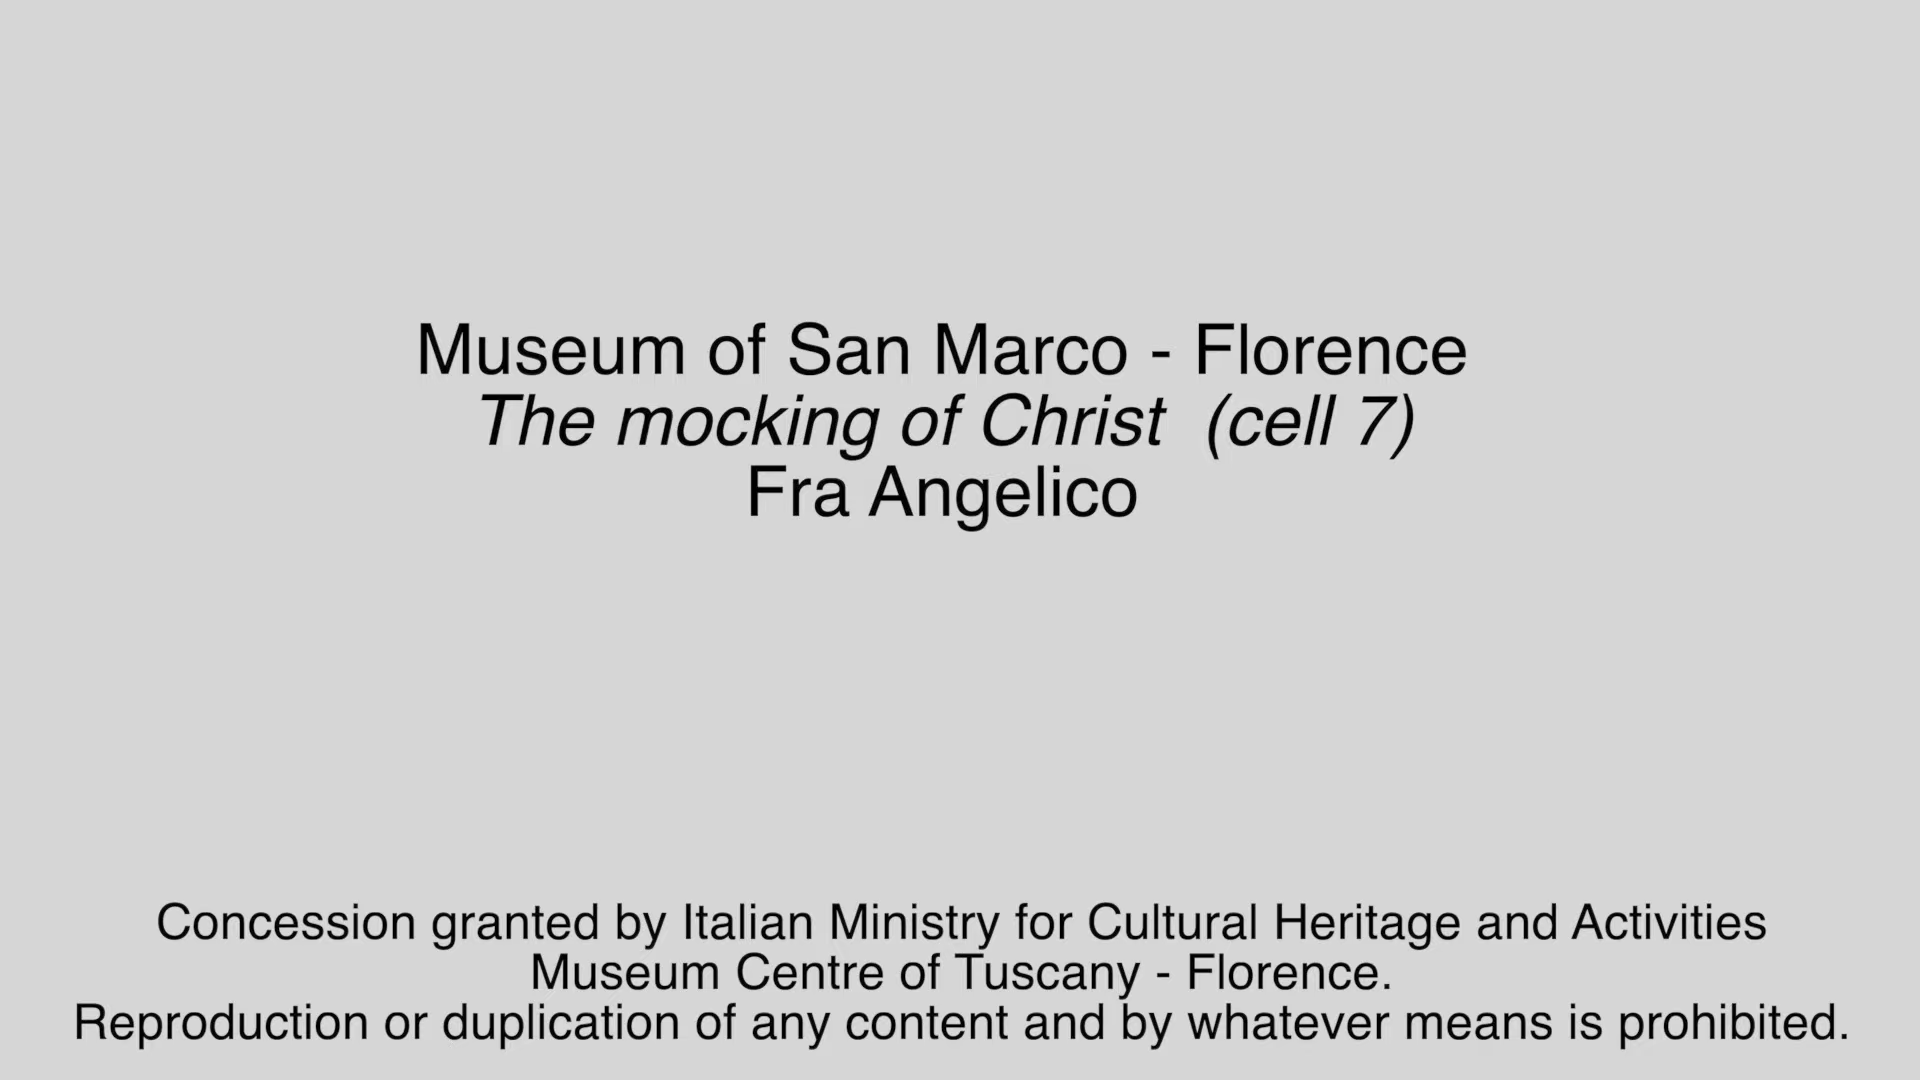 Museum of San Marco - Florence
The mocking of Christ (cell 7)
Fra Angelico
Concession granted by Italian Ministry for Cultural Heritage and Activities
Museum Centre of Tuscany - Florence.
Reproduction or duplication of any content and by whatever means is prohibited.